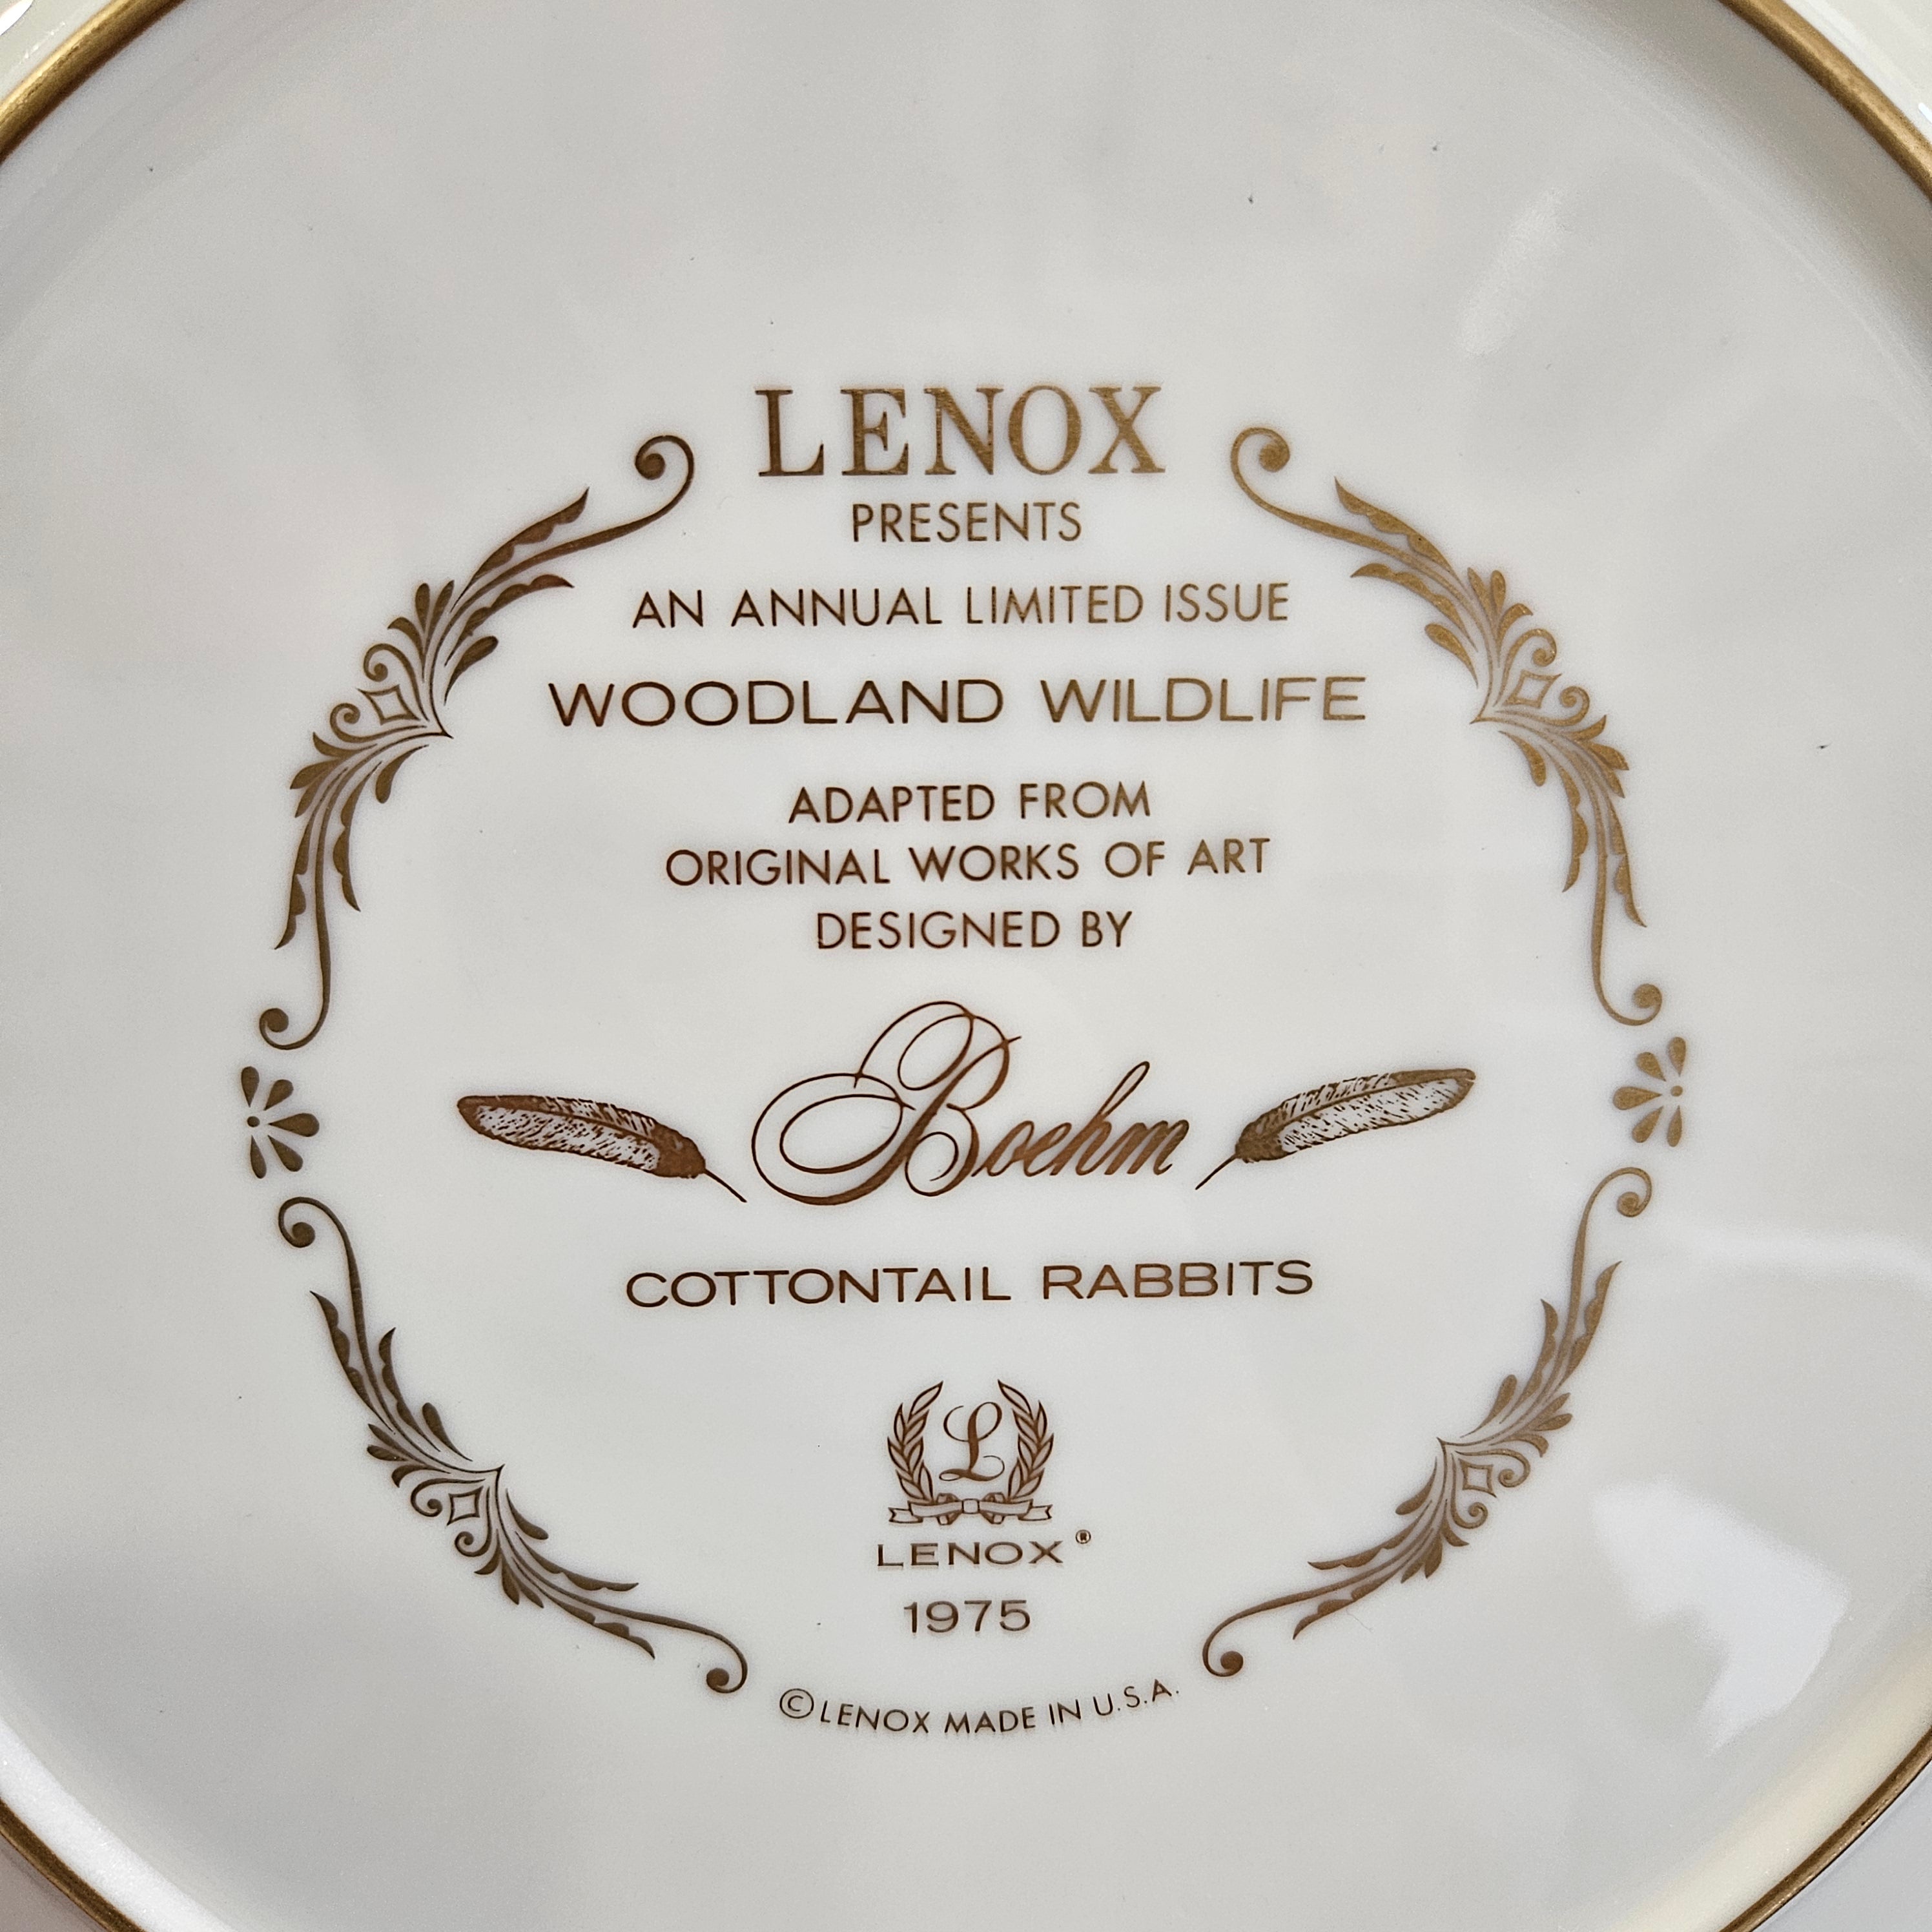 LENOX
PRESENTS
AN ANNUAL LIMITED ISSUE
WOODLAND WILDLIFE
ADAPTED FROM
ORIGINAL WORKS OF ART
DESIGNED BY
Boehm
COTTONTAIL RABBITS
L
LENOX®
1975
©LENOX MADE IN U.S.A.